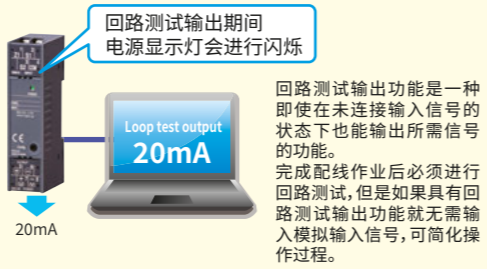 回路测试输出期间
电源显示灯会进行闪烁
Loop test output
20mA
20mA
回路测试输出功能是一种
即使在未连接输入信号的
状态下也能输出所需信号
的功能。
完成配线作业后必须进行
回路测试,但是如果具有回
路测试输出功能就无需输
入模拟输入信号,可简化操
作过程。